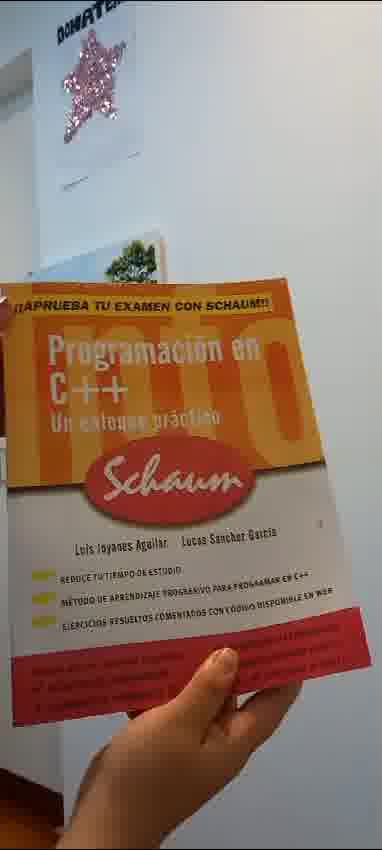 DONATE
¡¡APRUEBA TU EXAMEN CON SCHAUM!!
Programación en
C++
Un enfoque práctico
Schaum
Luis Joyanes Aguilar Lucas Sánchez García
REDUCE TU TIEMPO DE ESTUDIO
MÉTODO DE APRENDIZAJE PROGRESIVO PARA PROGRAMAR EN C++
EJERCICIOS RESUELTOS COMENTADOS CON CÓDIGO DISPONIBLE EN WEB